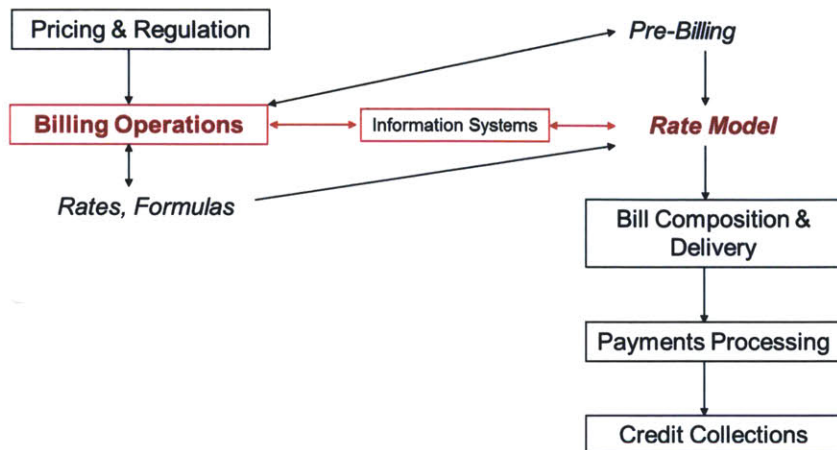 Pricing & Regulation
Pre-Billing
Billing Operations
Information Systems
Rate Model
Rates, Formulas
Bill Composition &
Delivery
Payments Processing
Credit Collections